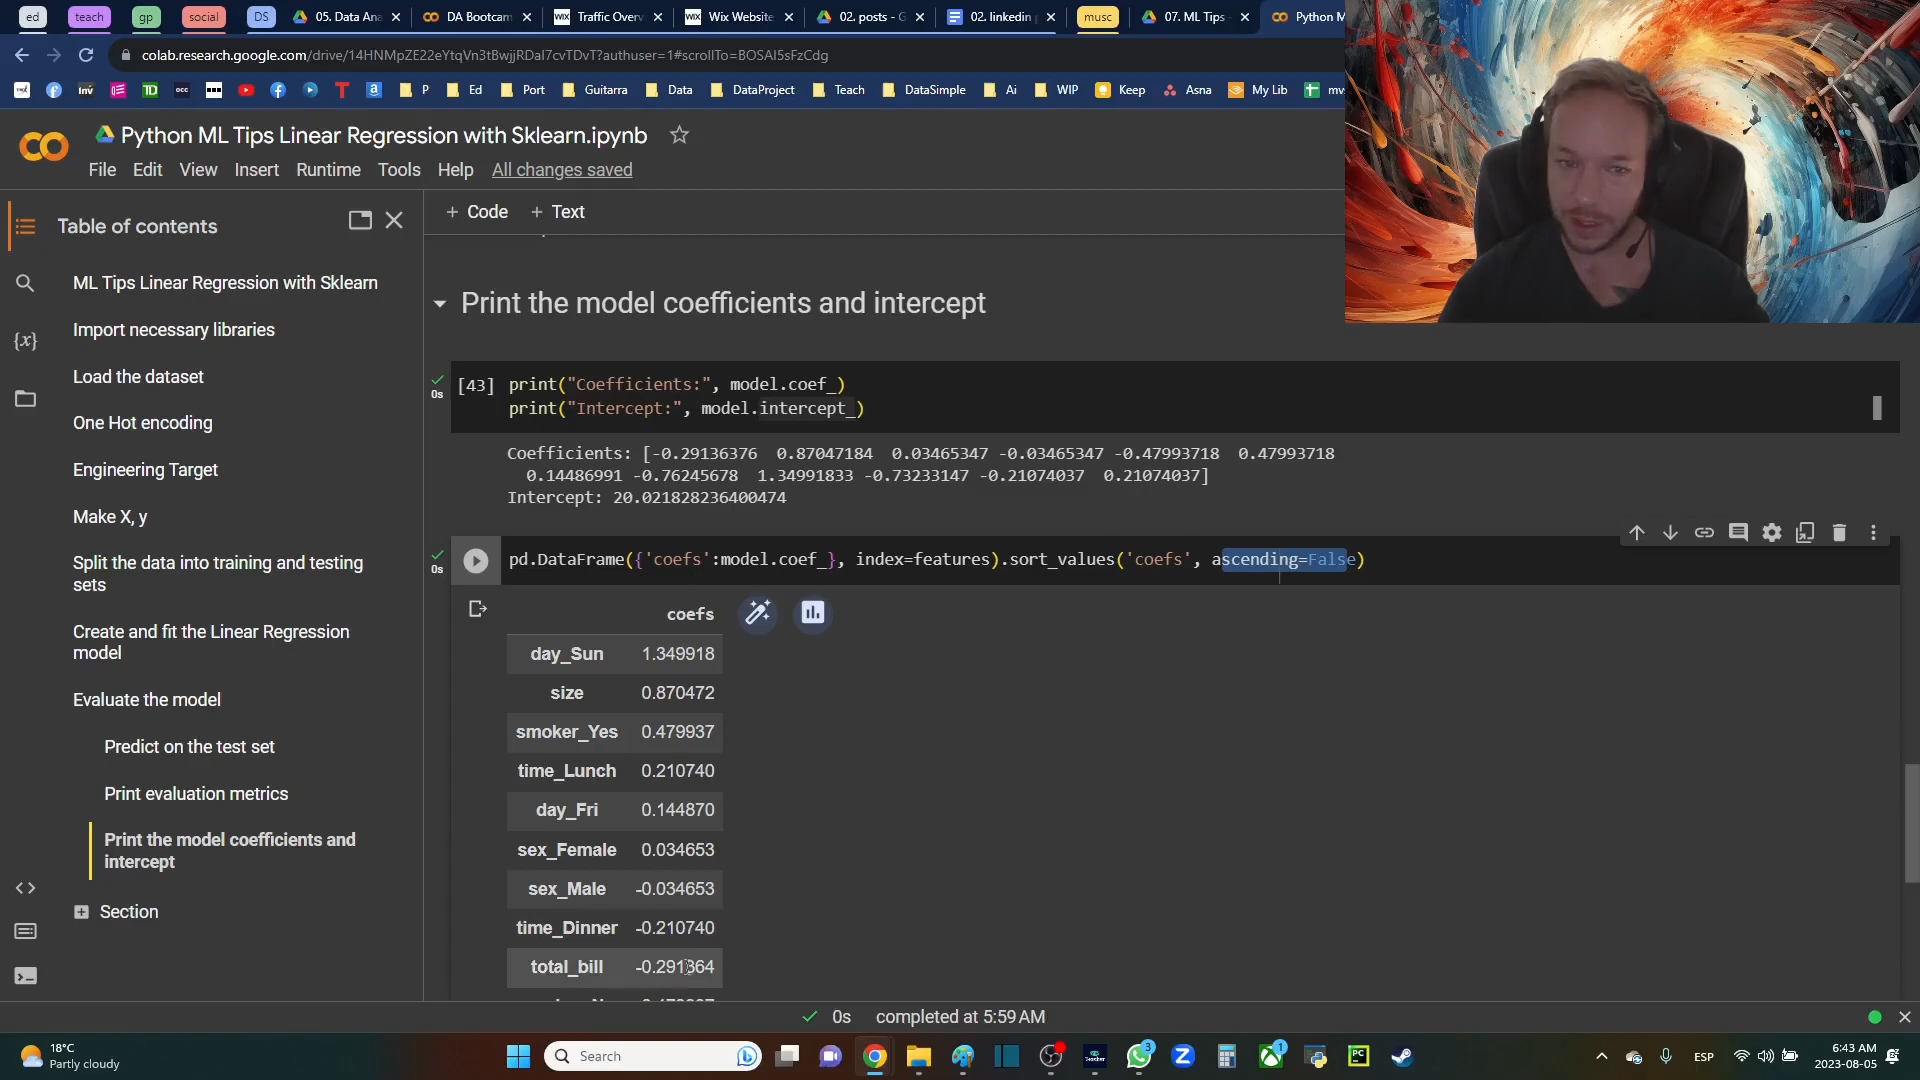 ed
teach
gp
social
DS
05. Data Ana
DA Bootcam
Traffic Over
Wix Website
02. posts - G
02. linkedin
musc
07. ML Tips
Python M
colab.research.google.com/drive/14HNMpZE22eYtqVn3tBwjjRDaI7cvTDvT?authuser=1#scrollTo=BOSAI5sFzCdg
inv
TD
occ
P
Ed
Port
Guitarra
Data
DataProject
Teach
DataSimple
Ai
WIP
Keep
Asna
My Lib
Python ML Tips Linear Regression with Sklearn.ipynb
File Edit View Insert Runtime Tools Help All changes saved
Table of contents
+ Code + Text
ML Tips Linear Regression with Sklearn
Import necessary libraries
Load the dataset
One Hot encoding
Engineering Target
Make X, y
Split the data into training and testing
sets
Create and fit the Linear Regression
model
Evaluate the model
Predict on the test set
Print evaluation metrics
Print the model coefficients and
intercept
Section
{x}
Print the model coefficients and intercept
0s
[43] print("Coefficients:", model.coef_)
print("Intercept:", model.intercept_)
Coefficients: [-0.29136376 0.87047184 0.03465347 -0.03465347 -0.47993718 0.47993718
0.14486991 -0.76245678 1.34991833 -0.73233147 -0.21074037 0.21074037]
Intercept: 20.021828236400474
0s
pd.DataFrame({'coefs':model.coef_}, index=features).sort_values('coefs', ascending=False)
coefs
day_Sun 1.349918
size 0.870472
smoker_Yes 0.479937
time_Lunch 0.210740
day_Fri 0.144870
sex_Female 0.034653
sex_Male -0.034653
time_Dinner -0.210740
total_bill -0.291364
0s completed at 5:59 AM
18°C
Partly cloudy
Search
3
1
PC
ESP
6:43 AM
2023-08-05